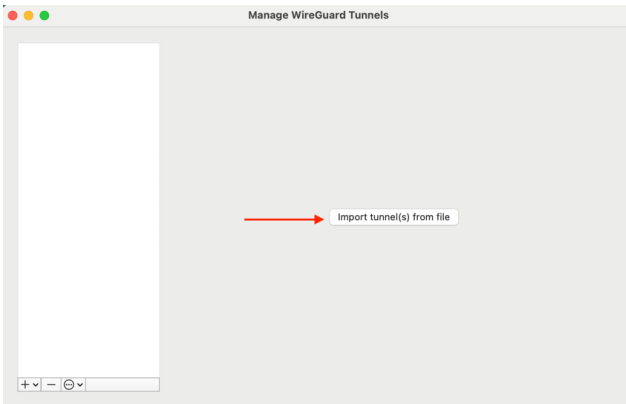 Manage WireGuard Tunnels
Import tunnel(s) from file